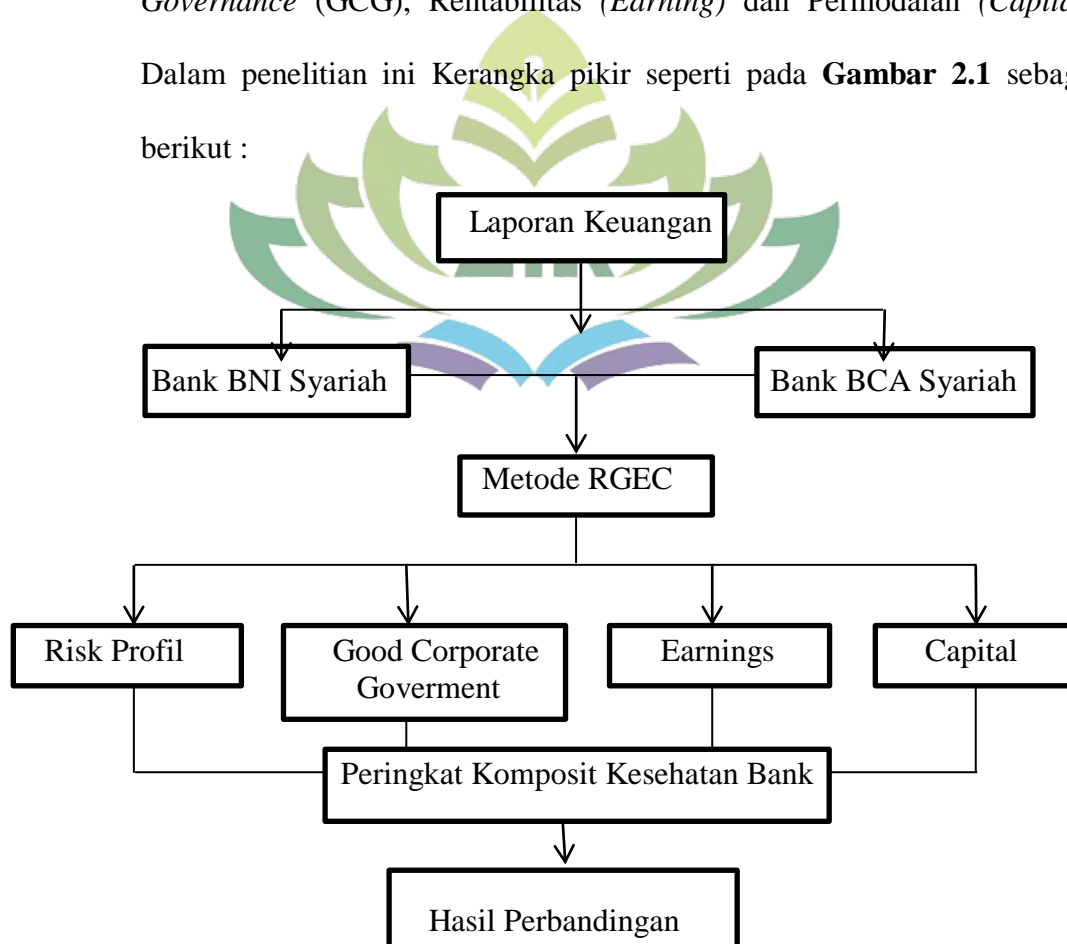 Governance (GCG), Rentabilitas (Earning) dan Permodalan
Dalam penelitian ini Kerangka pikir seperti pada Gambar 2.1
berikut :
Laporan Keuangan
Bank BNI Syariah Bank BCA Syariah
Metode RGEC
Risk Profil Good Corporate Earnings Capital
Goverment
Peringkat Komposit Kesehatan Bank
Hasil Perbandingan